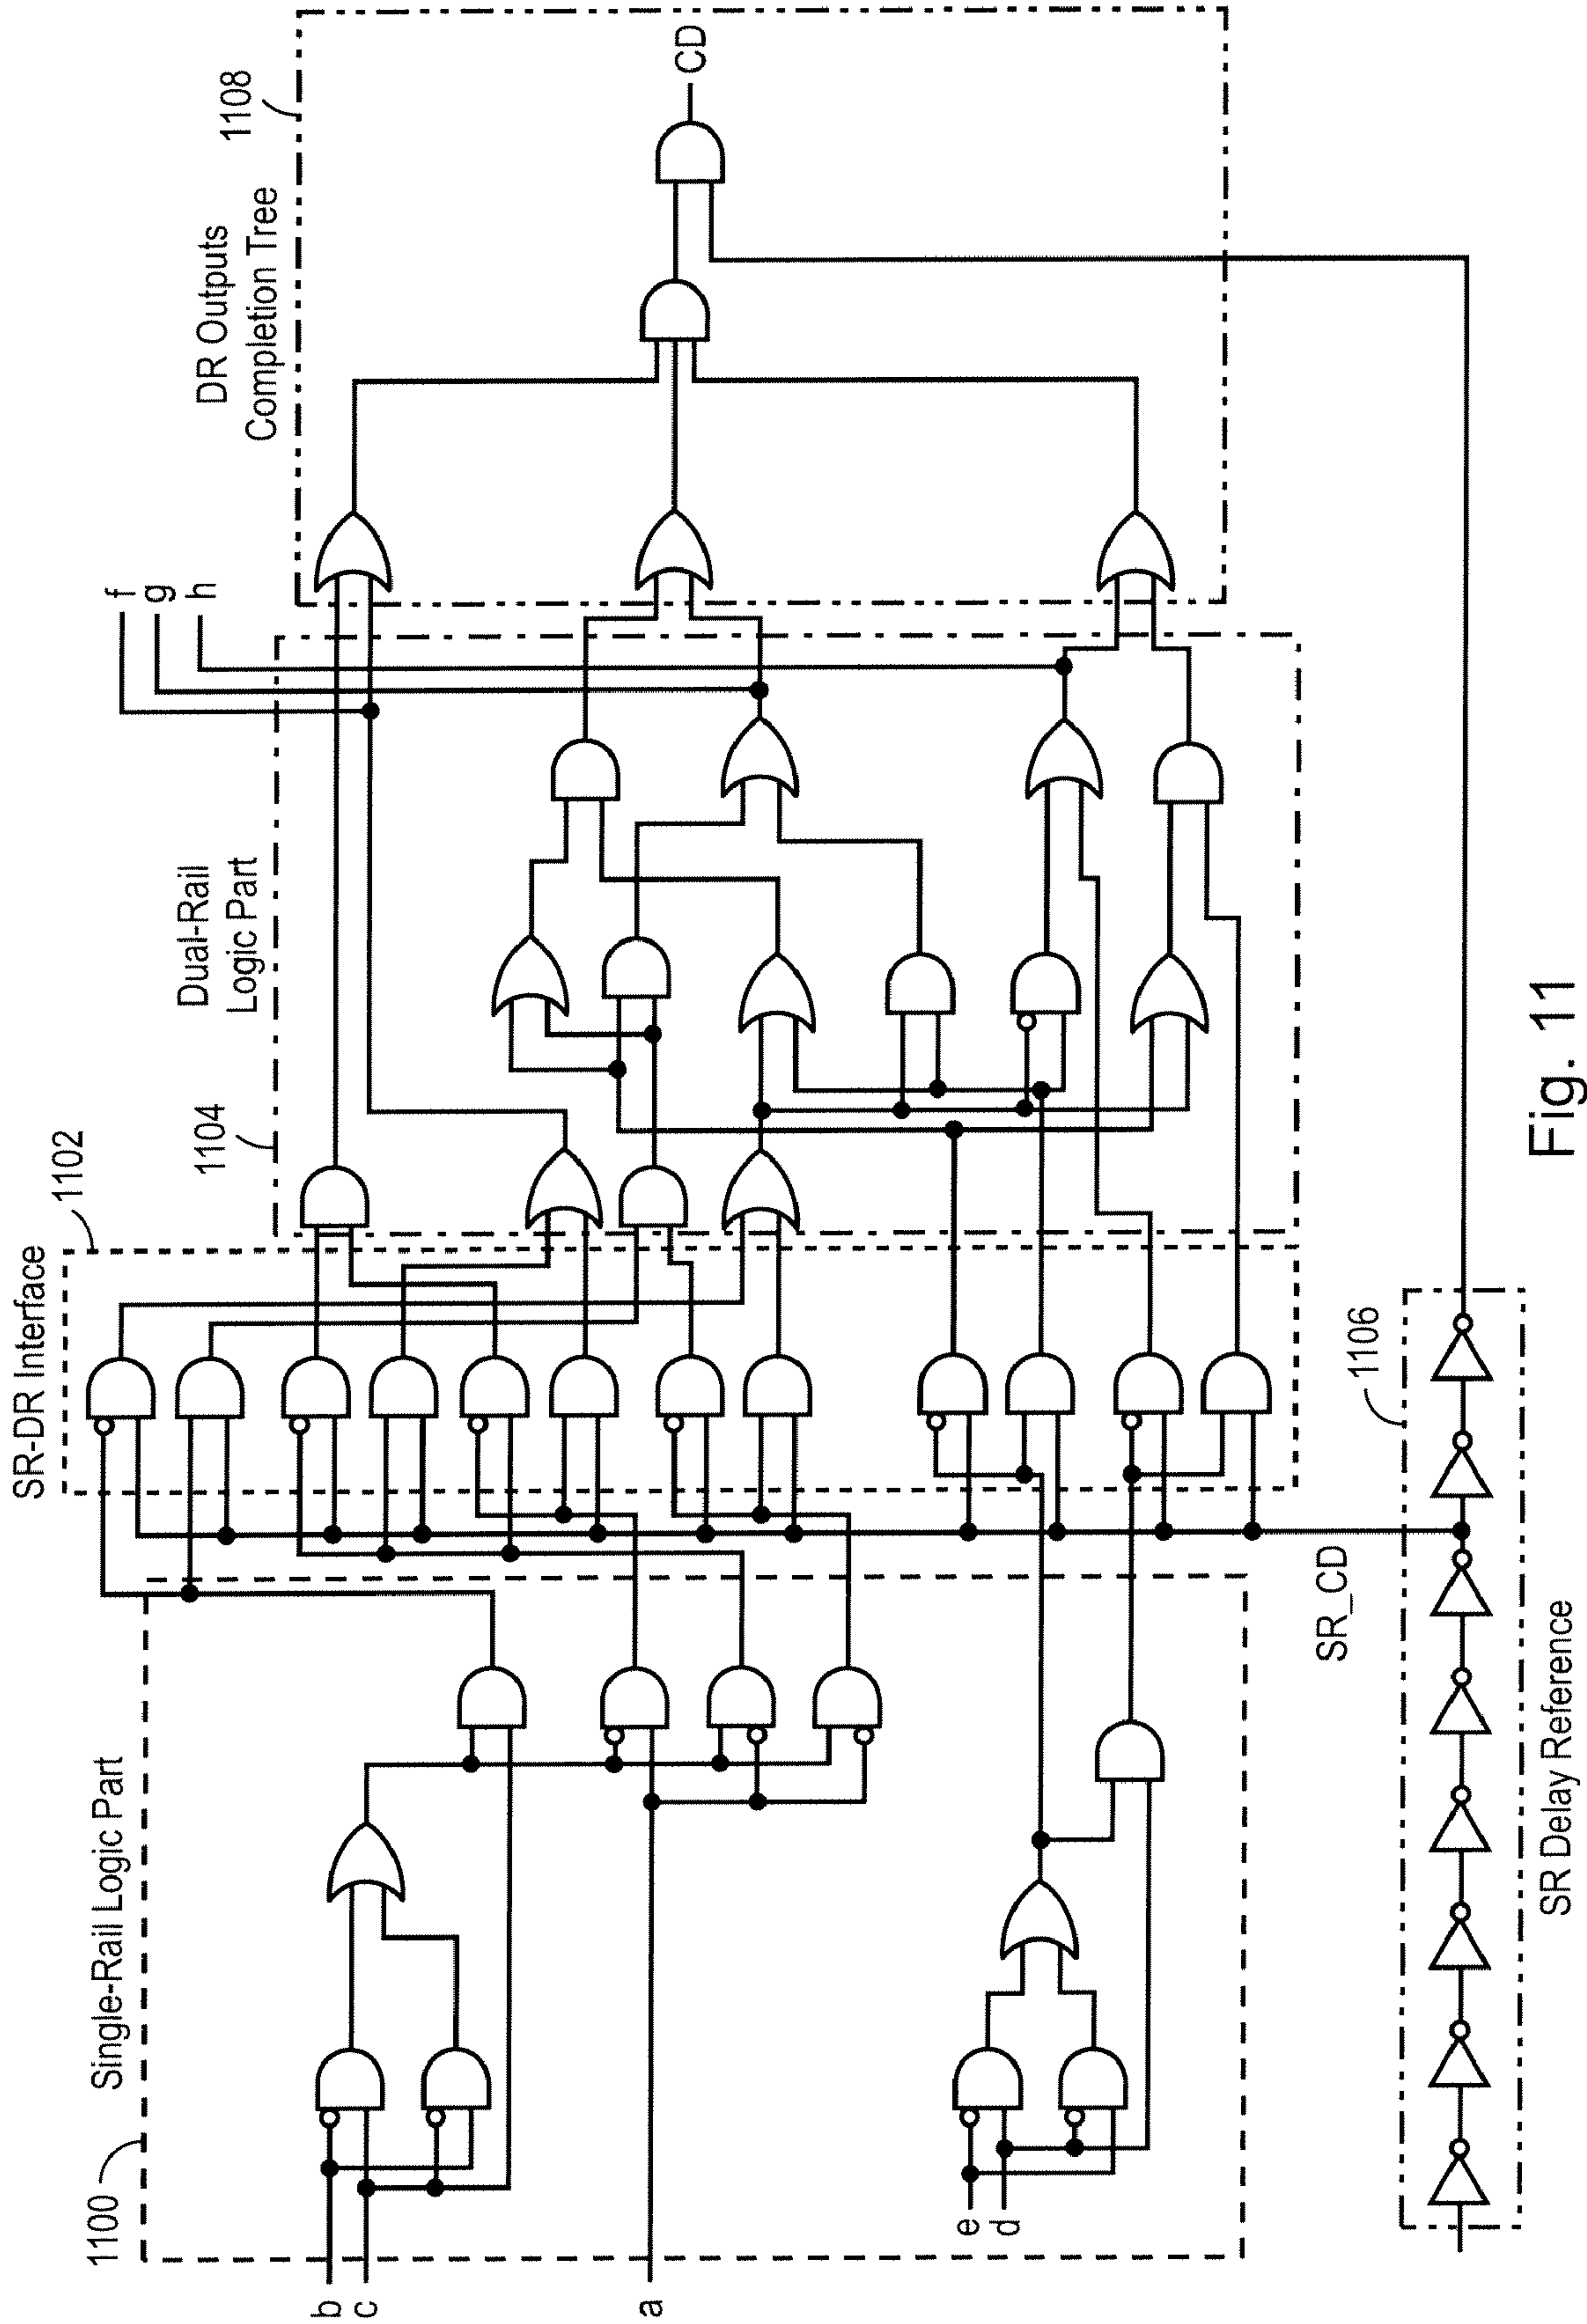 1108
DR Outputs
Completion Tree
CD
f
g
h
Dual-Rail
Logic Part
1104
1102
SR-DR Interface
1106
SR_CD
Single-Rail Logic Part
1100
b
c
a
e
d
SR Delay Reference
Fig. 11